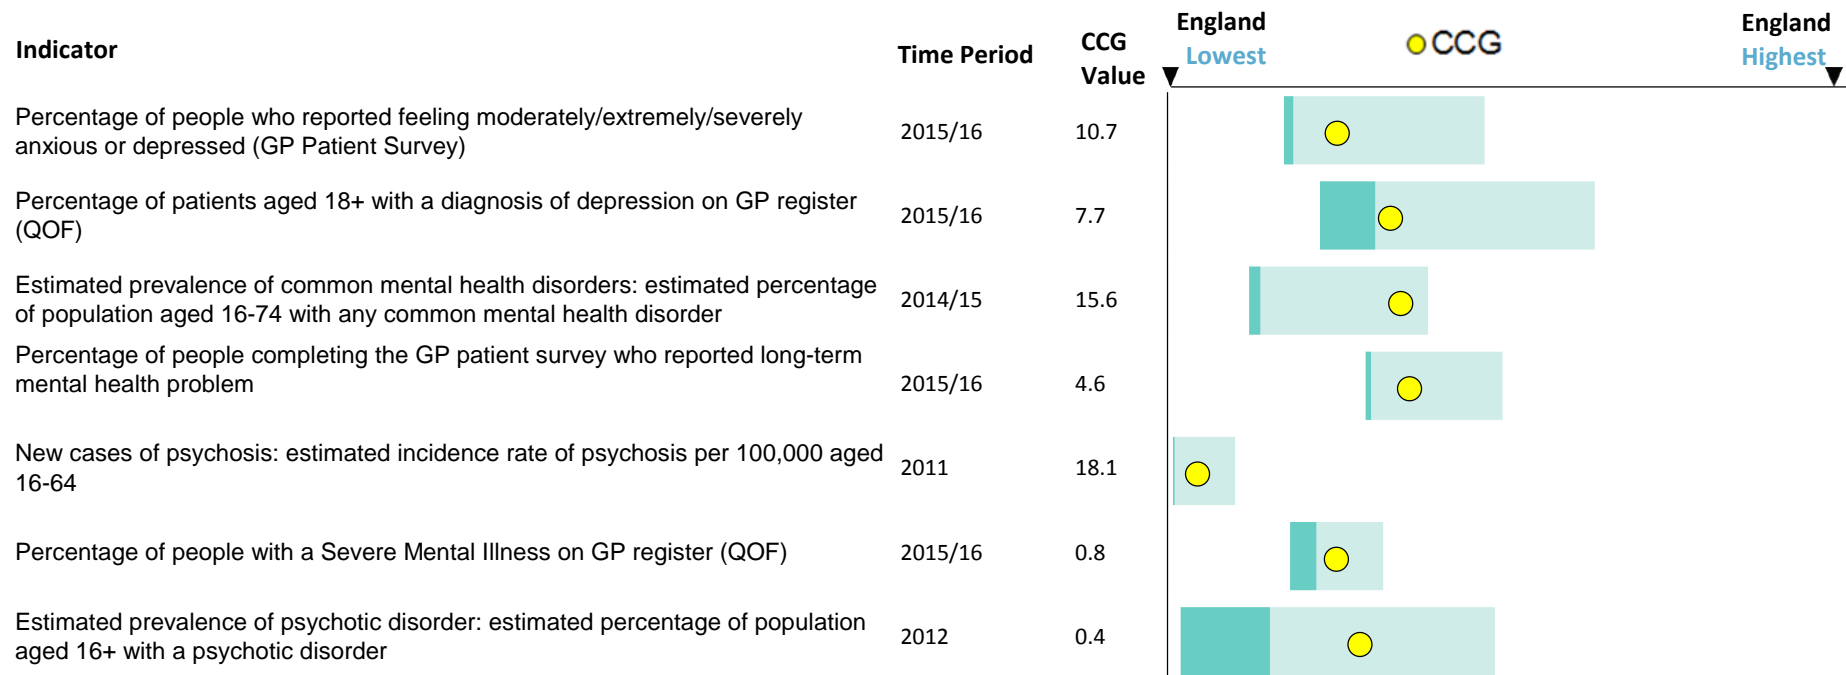 Indicator
Time Period
CCG
Value
England
Lowest
CCG
England
Highest
Percentage of people who reported feeling moderately/extremely/severely
anxious or depressed (GP Patient Survey)
2015/16
10.7
Percentage of patients aged 18+ with a diagnosis of depression on GP register
(QOF)
2015/16
7.7
Estimated prevalence of common mental health disorders: estimated percentage
of population aged 16-74 with any common mental health disorder
2014/15
15.6
Percentage of people completing the GP patient survey who reported long-term
mental health problem
2015/16
4.6
New cases of psychosis: estimated incidence rate of psychosis per 100,000 aged
16-64
2011
18.1
Percentage of people with a Severe Mental Illness on GP register (QOF)
2015/16
0.8
Estimated prevalence of psychotic disorder: estimated percentage of population
aged 16+ with a psychotic disorder
2012
0.4